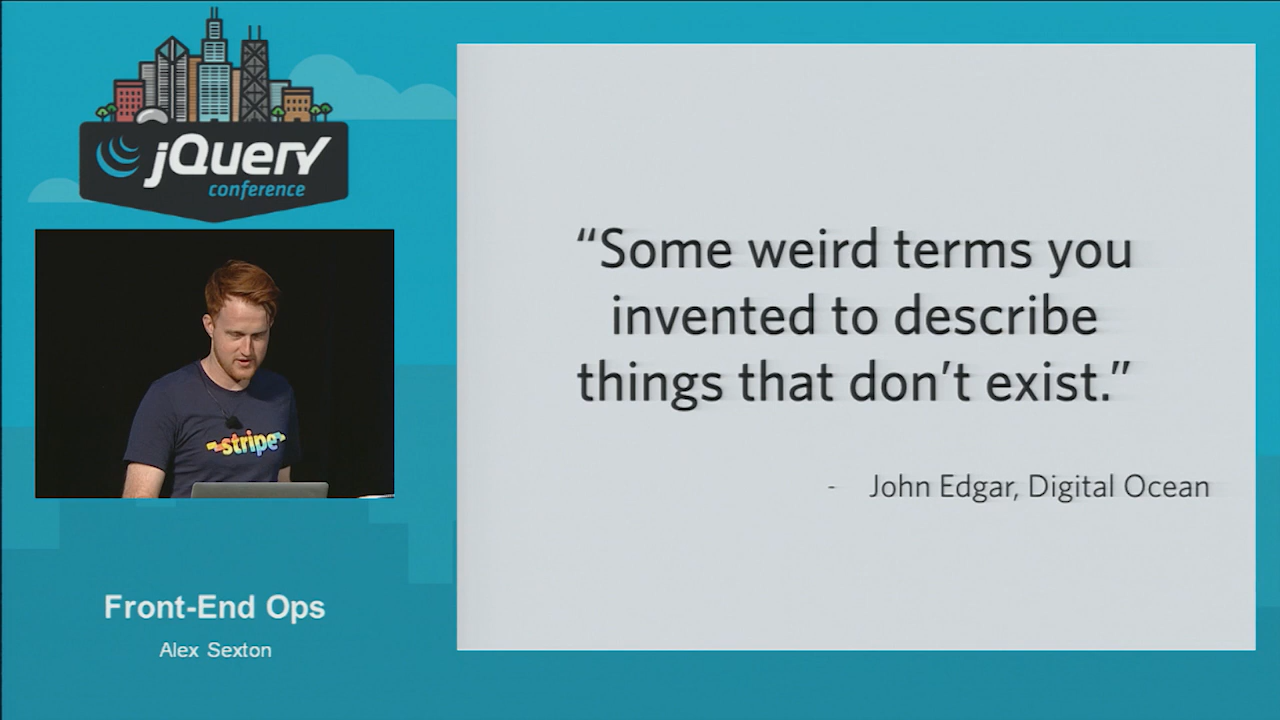 jQuery
conference
stripe
Front-End Ops
Alex Sexton
“Some weird terms you
invented to describe
things that don’t exist.”
- John Edgar, Digital Ocean